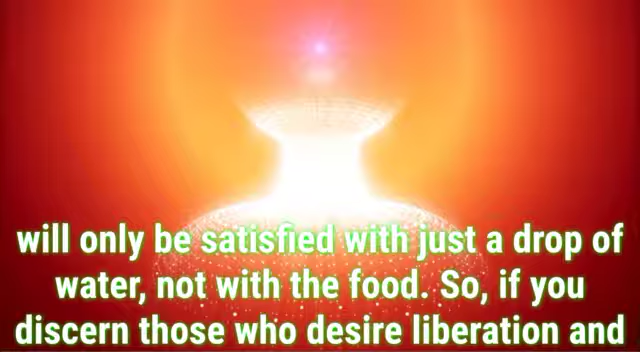 will only be satisfied with just a drop of
water, not with the food. So, if you
discern those who desire liberation and